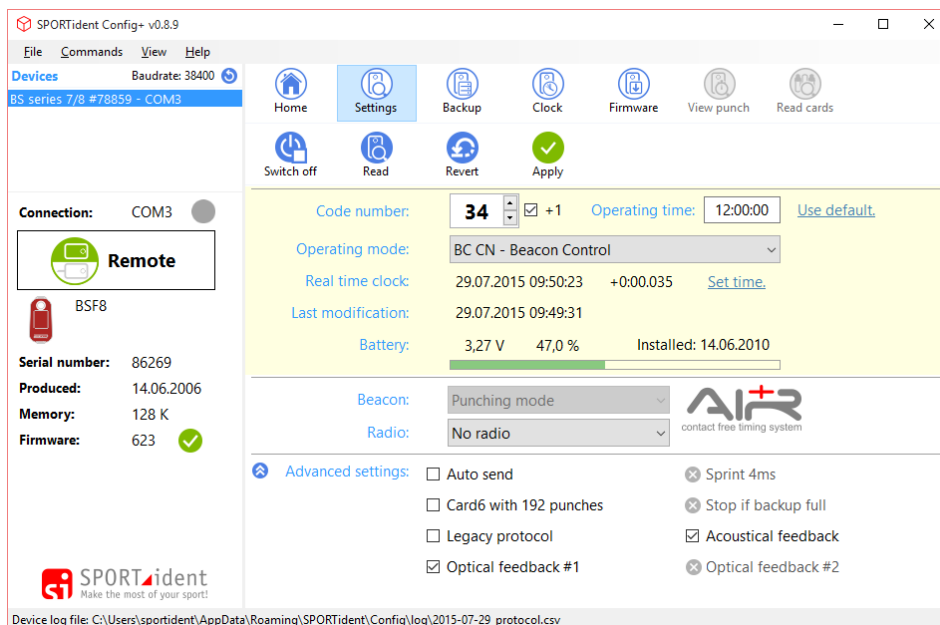 SPORTident Config+ v0.8.9
File Commands View Help
Devices Baudrate: 38400
BS series 7/8 #78859 - COM3
Home Settings Backup Clock Firmware View punch Read cards
Switch off Read Revert Apply
Connection: COM3
Remote
BSF8
Serial number: 86269
Produced: 14.06.2006
Memory: 128 K
Firmware: 623
SPORTident
Make the most of your sport!
Code number: 34 +1 Operating time: 12:00:00 Use default.
Operating mode: BC CN - Beacon Control
Real time clock: 29.07.2015 09:50:23 +0:00.035 Set time.
Last modification: 29.07.2015 09:49:31
Battery: 3,27 V 47,0 % Installed: 14.06.2010
Beacon: Punching mode
AIR+
contact free timing system
Radio: No radio
Advanced settings: Auto send Sprint 4ms
Card6 with 192 punches Stop if backup full
Legacy protocol Acoustical feedback
Optical feedback #1 Optical feedback #2
Device log file: C:\Users\sportident\AppData\Roaming\SPORTident\Config\log\2015-07-29_protocol.csv